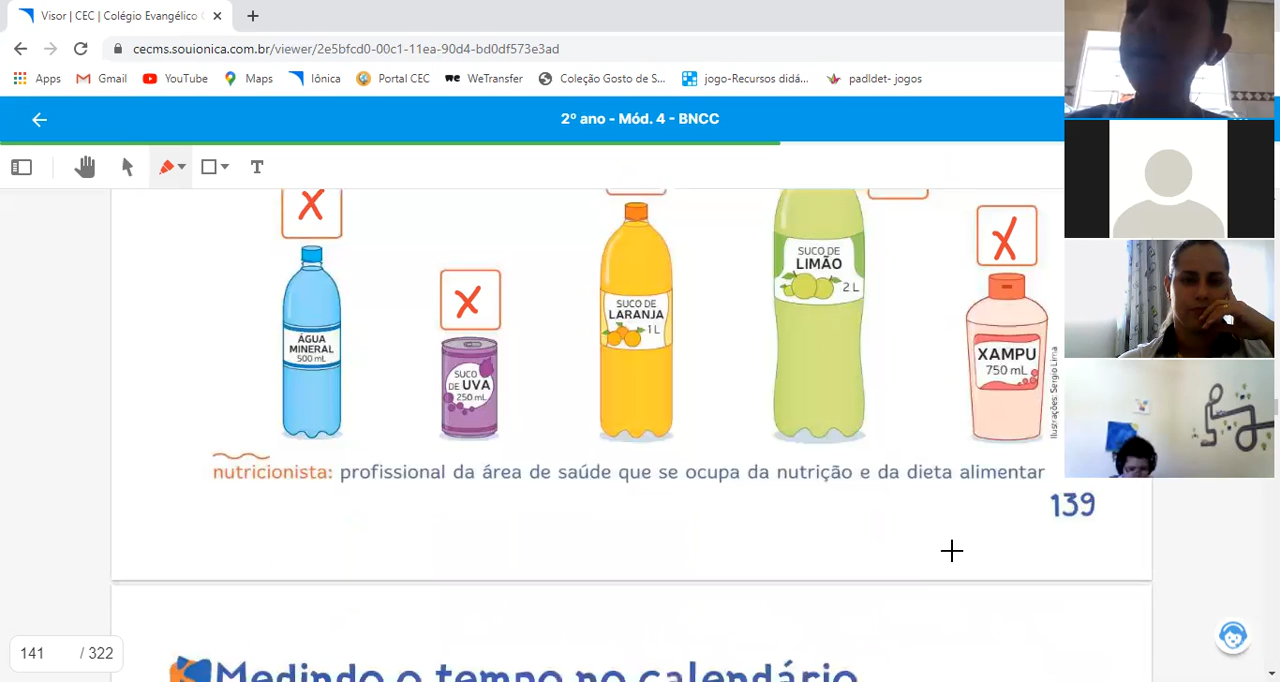 Visor | CEC | Colégio Evangélico
cecms.souionica.com.br/viewer/2e5bfcd0-00c1-11ea-90d4-bd0df573e3ad
Apps Gmail YouTube Maps Iônica Portal CEC WeTransfer Coleção Gosto de S... jogo-Recursos didá... padldet- jogos
2º ano - Mód. 4 - BNCC
T
X
X
X
ÁGUA
MINERAL
500 mL
SUCO
DE UVA
250 mL
SUCO DE
LARANJA
1 L
SUCO DE
LIMÃO
2 L
XAMPU
750 mL
Ilustrações: Sergio Lima
nutricionista: profissional da área de saúde que se ocupa da nutrição e da dieta alimentar
139
141 / 322
Medindo o tempo no calendário